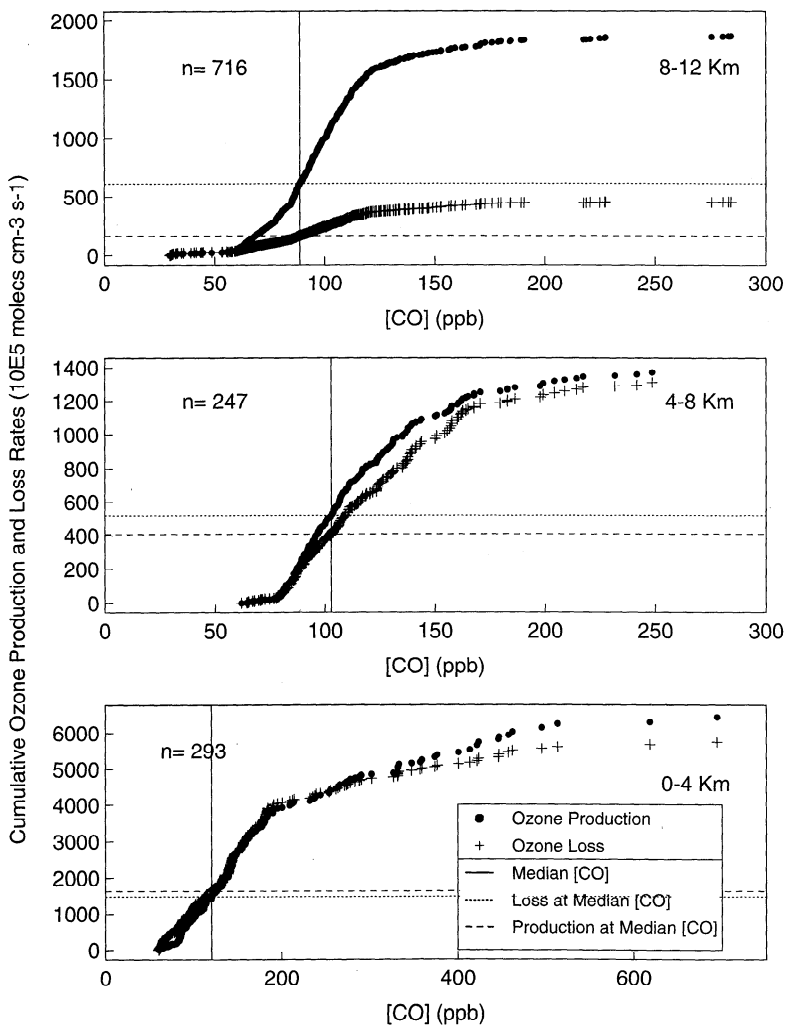 Cumulative Ozone Production and Loss Rates (10E5 molecs cm-3 s-1)
2000
1500
1000
500
0
n= 716
8-12 Km
0 50 100 150 200 250 300
[CO] (ppb)
1400
1200
1000
800
600
400
200
0
n= 247
4-8 Km
0 50 100 150 200 250 300
[CO] (ppb)
6000
5000
4000
3000
2000
1000
0
n= 293
0-4 Km
Ozone Production
Ozone Loss
Median [CO]
Loss at Median [CO]
Production at Median [CO]
0 200 400 600
[CO] (ppb)